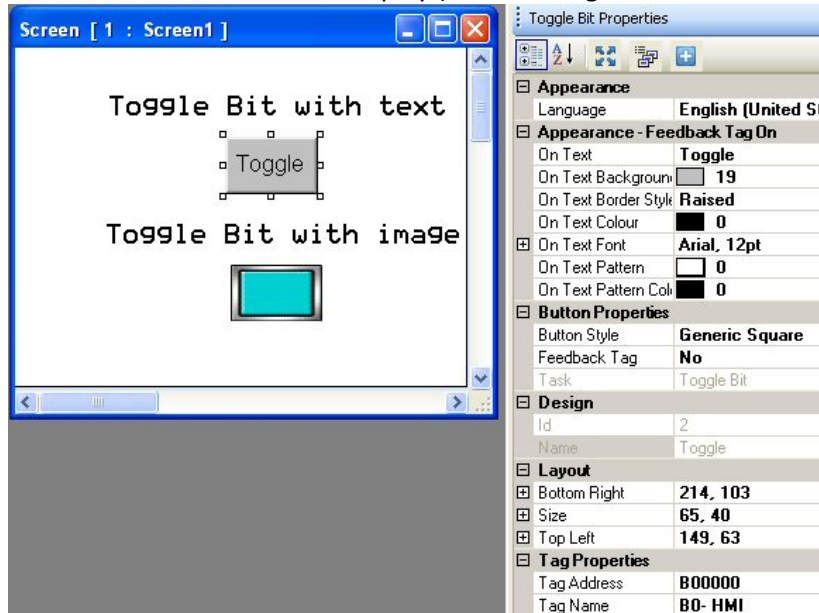 Screen [ 1 : Screen1 ]
Toggle Bit with text
Toggle
Toggle Bit with image
Toggle Bit Properties
Appearance
Language English (United S
Appearance - Feedback Tag On
On Text Toggle
On Text Backgroun 19
On Text Border Style Raised
On Text Colour 0
On Text Font Arial, 12pt
On Text Pattern 0
On Text Pattern Col 0
Button Properties
Button Style Generic Square
Feedback Tag No
Task Toggle Bit
Design
Id 2
Name Toggle
Layout
Bottom Right 214, 103
Size 65, 40
Top Left 149, 63
Tag Properties
Tag Address B00000
Tag Name B0- HMI